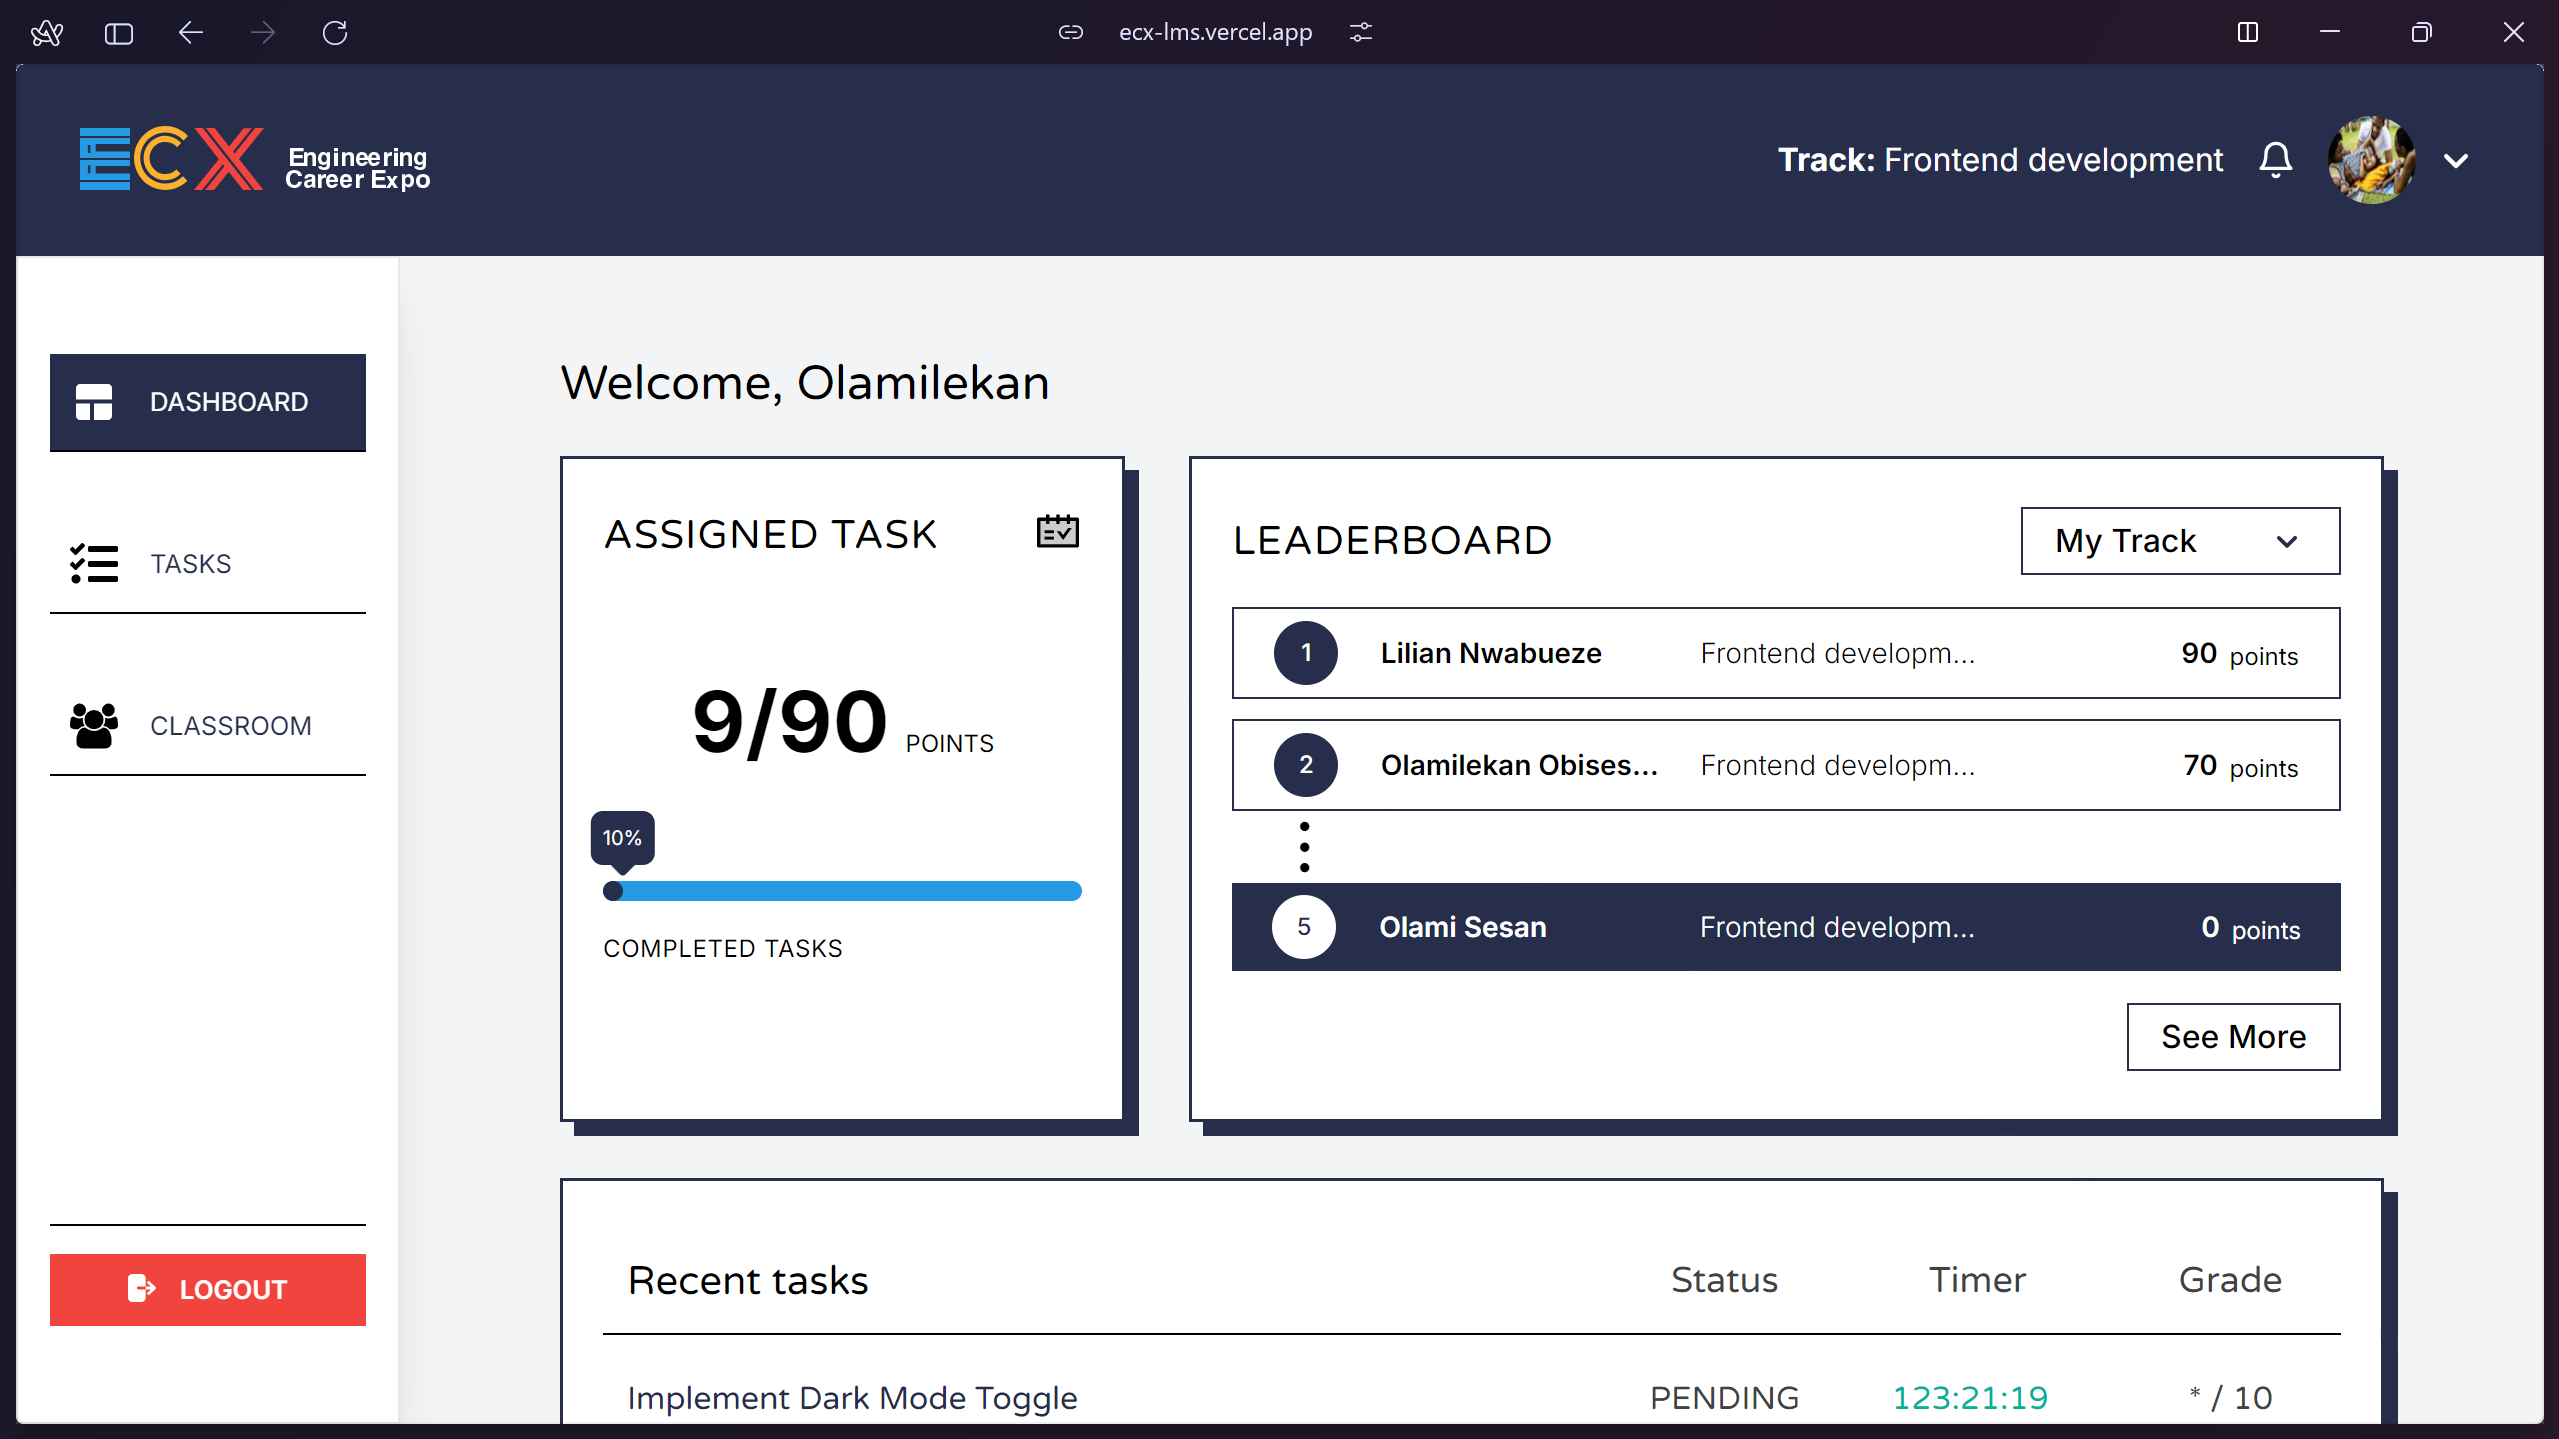 ecx-lms.vercel.app
ECX Engineering
Career Expo
Track: Frontend development
DASHBOARD
TASKS
CLASSROOM
LOGOUT
Welcome, Olamilekan
ASSIGNED TASK
9/90 POINTS
10%
COMPLETED TASKS
LEADERBOARD
My Track
1 Lilian Nwabueze Frontend developm... 90 points
2 Olamilekan Obises... Frontend developm... 70 points
5 Olami Sesan Frontend developm... 0 points
See More
Recent tasks Status Timer Grade
Implement Dark Mode Toggle PENDING 123:21:19 * / 10